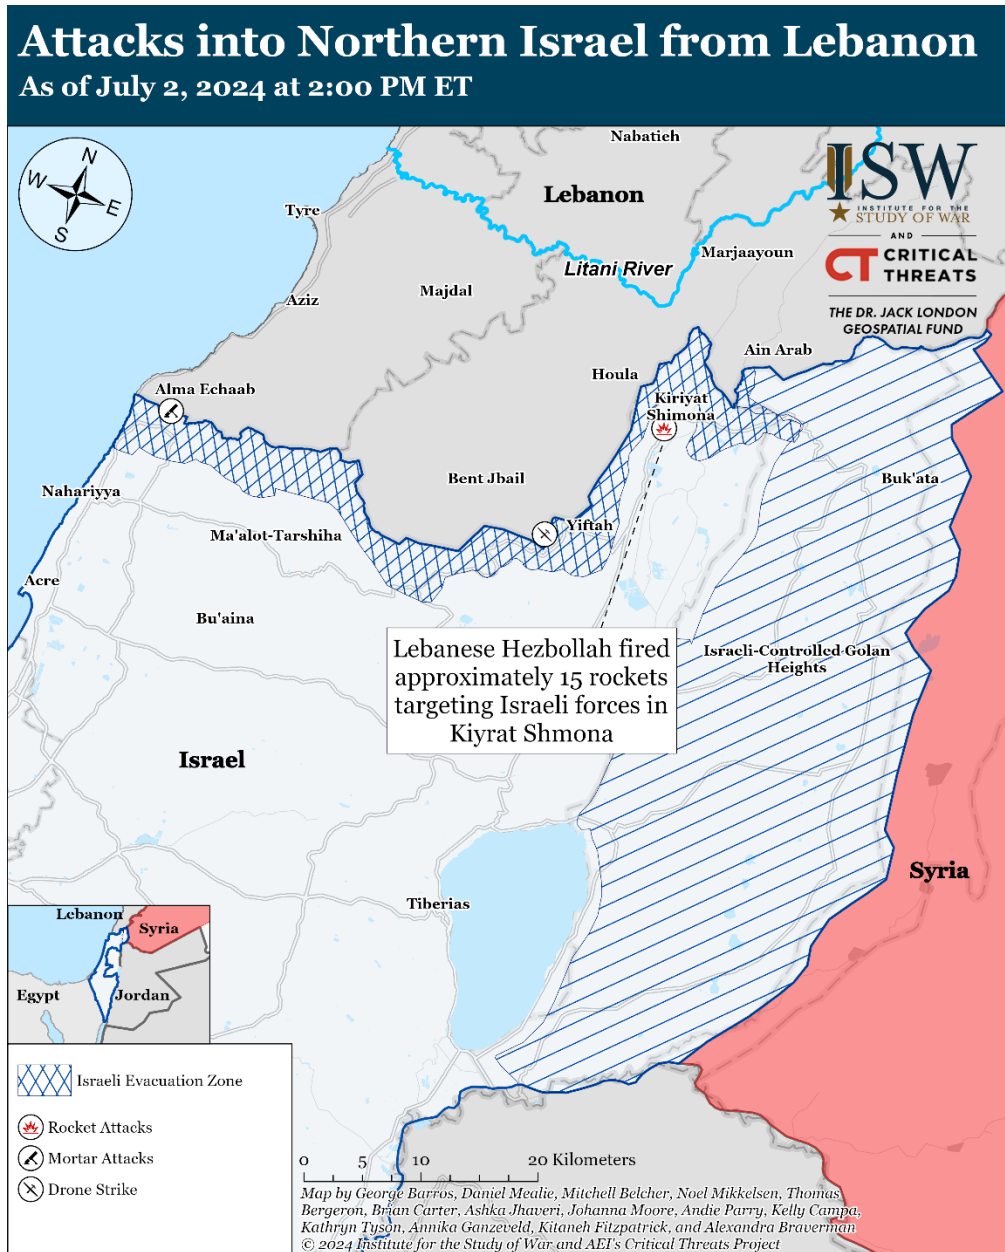 Attacks into Northern Israel from Lebanon
As of July 2, 2024 at 2:00 PM ET
N
W
E
S
Nabatieh
Lebanon
Tyre
Litani River
Marjaayoun
Aziz
Majdal
ISW
INSTITUTE FOR THE
STUDY OF WAR
AND
CT CRITICAL
THREATS
THE DR. JACK LONDON
GEOSPATIAL FUND
Ain Arab
Houla
Alma Echaab
Kiriyat
Shimona
Bent Jbail
Buk'ata
Nahariyya
Yiftah
Ma'alot-Tarshiha
Acre
Bu'aina
Lebanese Hezbollah fired
approximately 15 rockets
targeting Israeli forces in
Kiyrat Shmona
Israeli-Controlled Golan
Heights
Israel
Syria
Tiberias
Lebanon
Syria
Egypt
Jordan
Israeli Evacuation Zone
Rocket Attacks
Mortar Attacks
Drone Strike
0 5 10 20 Kilometers
Map by George Barros, Daniel Mealie, Mitchell Belcher, Noel Mikkelsen, Thomas
Bergeron, Brian Carter, Ashka Jhaveri, Johanna Moore, Andie Parry, Kelly Campa,
Kathryn Tyson, Annika Ganzeveld, Kitaneh Fitzpatrick, and Alexandra Braverman
© 2024 Institute for the Study of War and AEI's Critical Threats Project